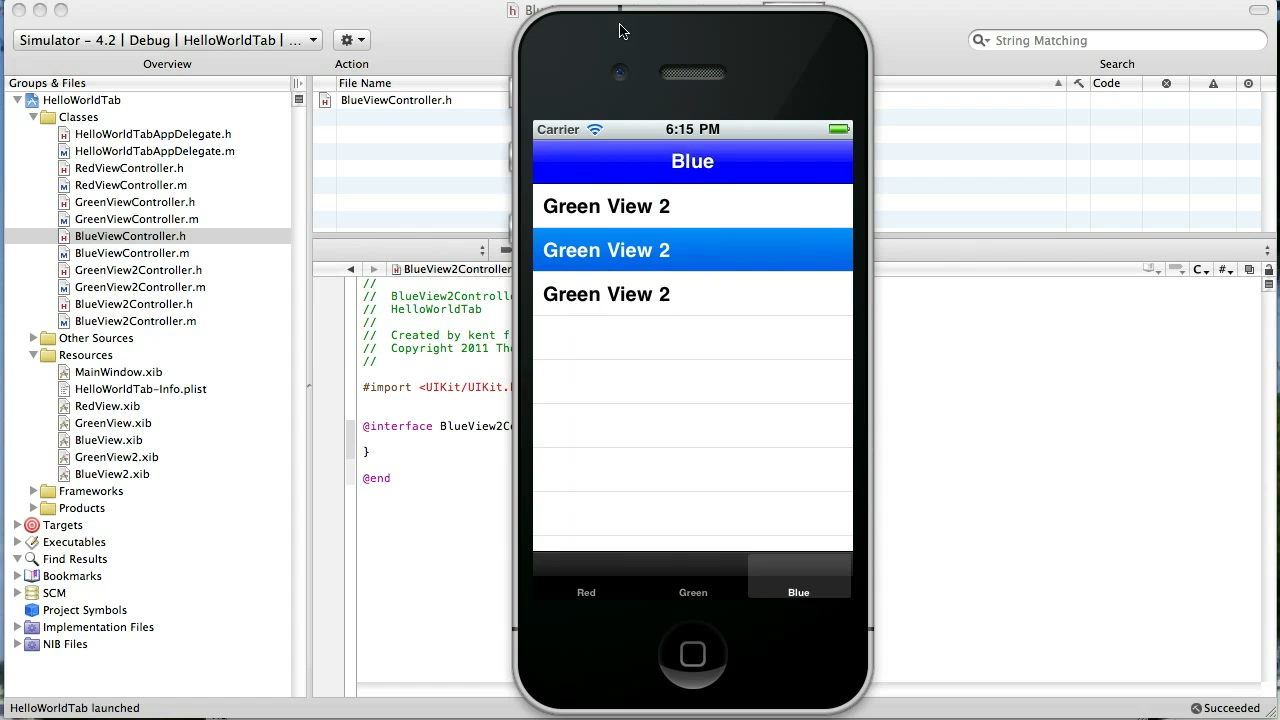 Simulator - 4.2 | Debug | HelloWorldTab | ...
String Matching
Overview
Action
Search
Groups & Files
File Name
Code
HelloWorldTab
Classes
HelloWorldTabAppDelegate.h
HelloWorldTabAppDelegate.m
RedViewController.h
RedViewController.m
GreenViewController.h
GreenViewController.m
BlueViewController.h
BlueViewController.m
GreenView2Controller.h
GreenView2Controller.m
BlueView2Controller.h
BlueView2Controller.m
Other Sources
Resources
MainWindow.xib
HelloWorldTab-Info.plist
RedView.xib
GreenView.xib
BlueView.xib
GreenView2.xib
BlueView2.xib
Frameworks
Products
Targets
Executables
Find Results
Bookmarks
SCM
Project Symbols
Implementation Files
NIB Files
BlueViewController.h
BlueView2Controller
C
#
//
// BlueView2Controll
// HelloWorldTab
//
// Created by kent f
// Copyright 2011 Th
//
#import <UIKit/UIKit.
@interface BlueView2C
}
@end
Carrier
6:15 PM
Blue
Green View 2
Green View 2
Green View 2
Red
Green
Blue
HelloWorldTab launched
Succeeded